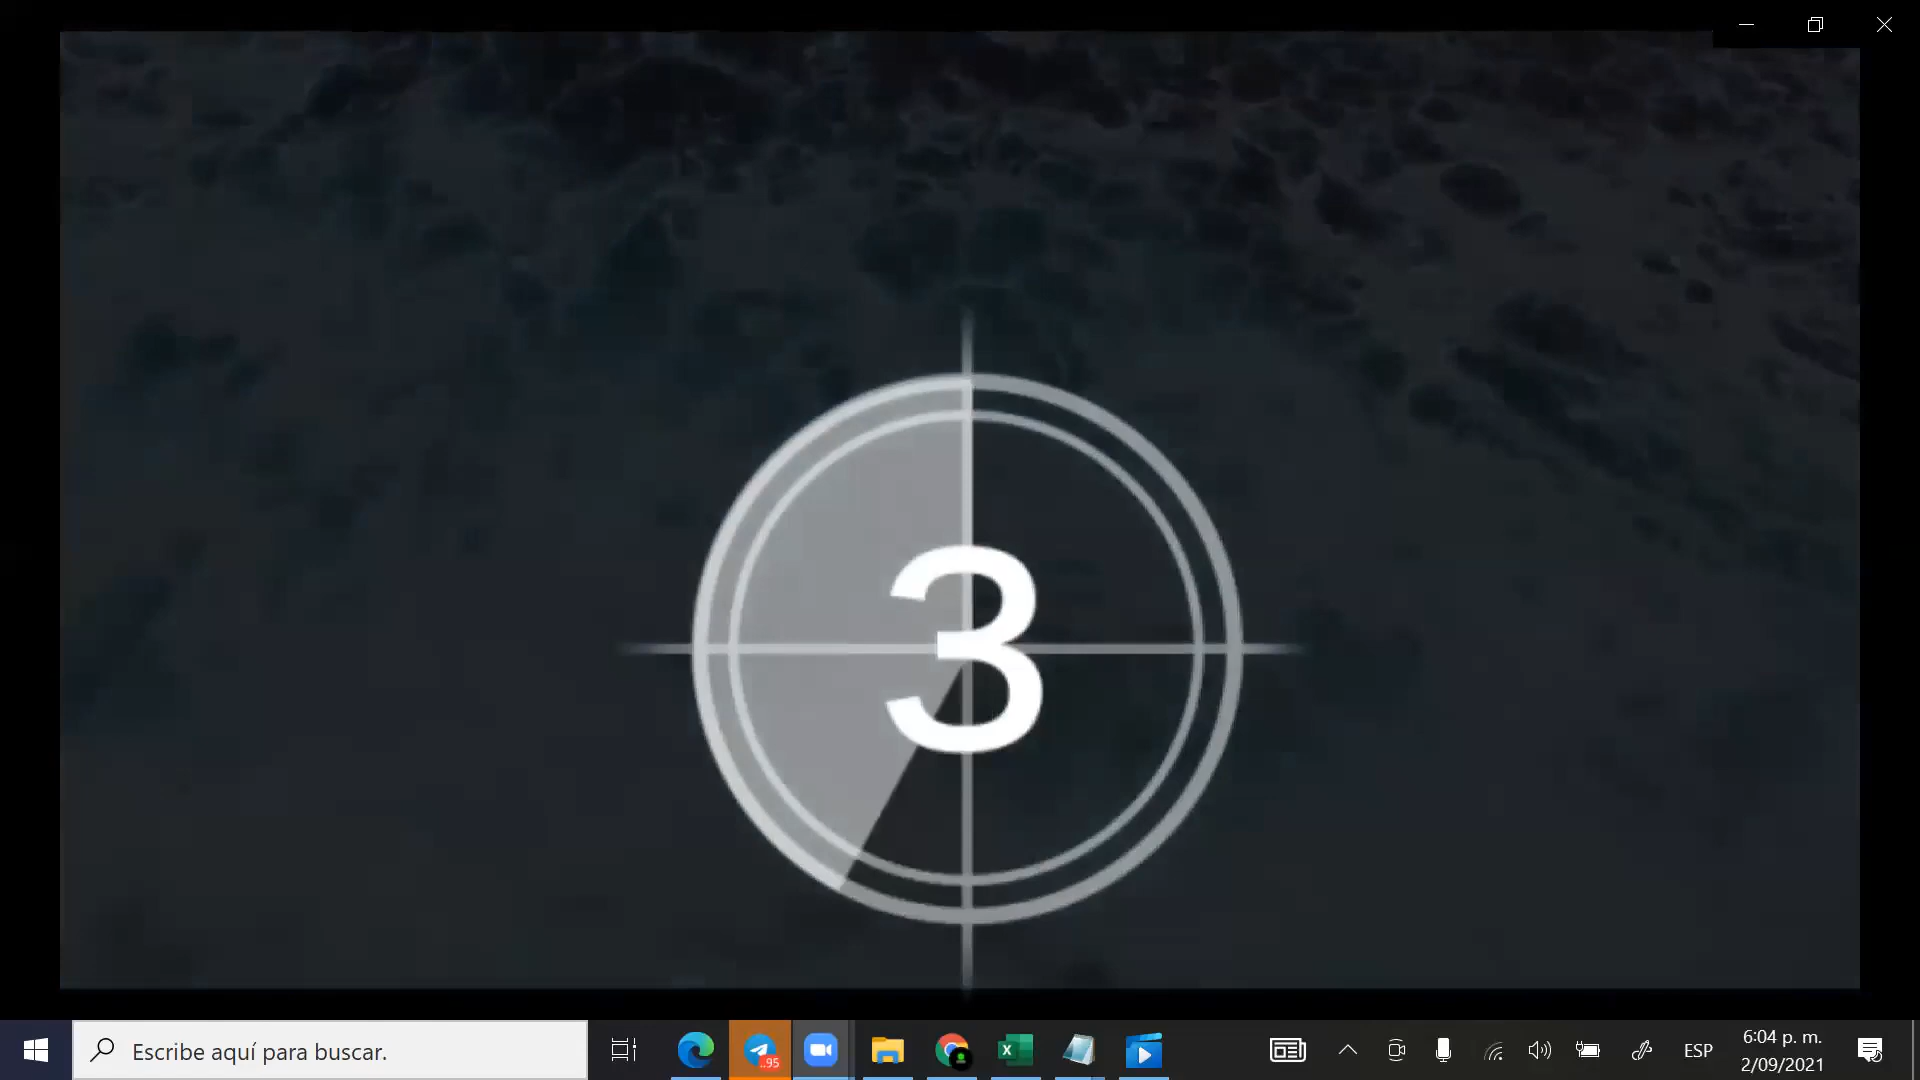 3
Escribe aquí para buscar.
..95
ESP
6:04 p. m.
2/09/2021